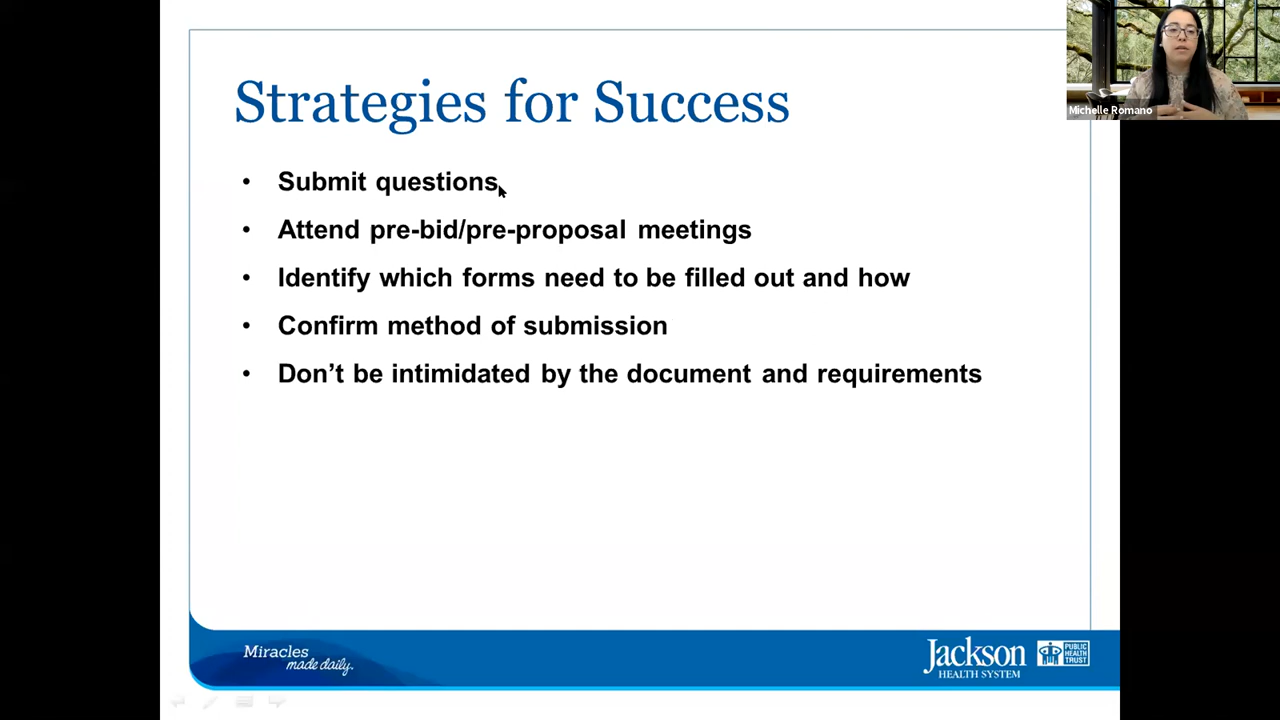 Michelle Romano
Strategies for Success
• Submit questions
• Attend pre-bid/pre-proposal meetings
• Identify which forms need to be filled out and how
• Confirm method of submission
• Don’t be intimidated by the document and requirements
Miracles
made daily.
Jackson
HEALTH SYSTEM
PUBLIC
HEALTH
TRUST